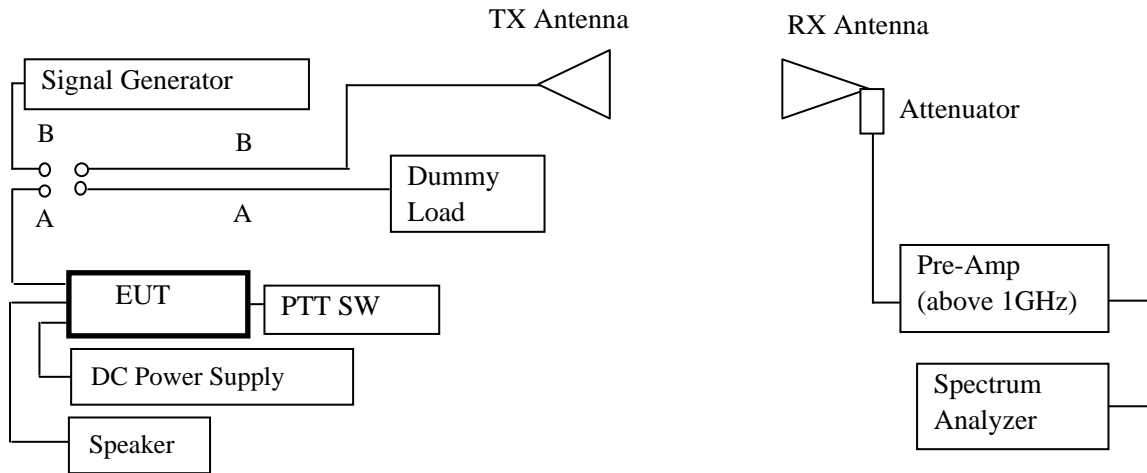 TX Antenna
RX Antenna
Signal Generator
Attenuator
B
B
Dummy
Load
A
A
Pre-Amp
(above 1GHz)
EUT
PTT SW
DC Power Supply
Spectrum
Analyzer
Speaker